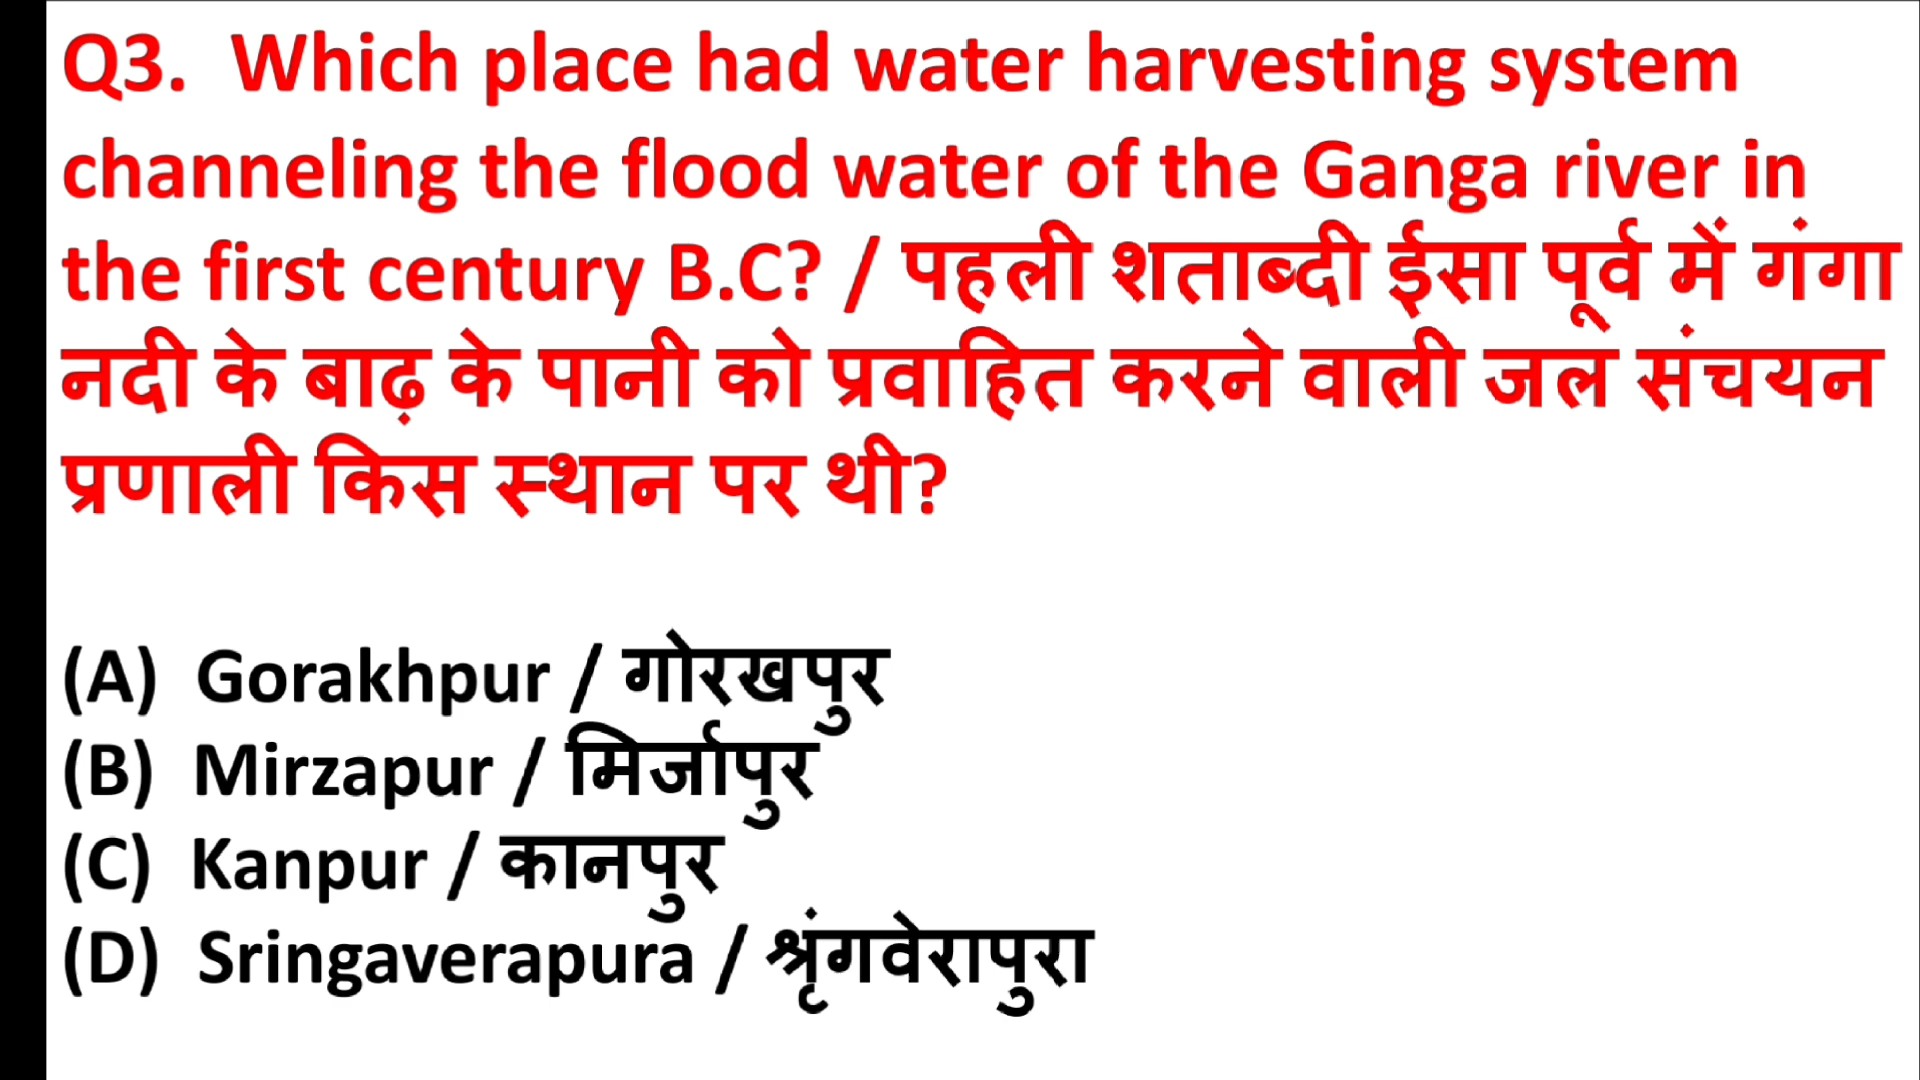 Q3. Which place had water harvesting system
channeling the flood water of the Ganga river in
the first century B.C? / पहली शताब्दी ईसा पूर्व में गंगा
नदी के बाढ़ के पानी को प्रवाहित करने वाली जल संचयन
प्रणाली किस स्थान पर थी?
(A) Gorakhpur / गोरखपुर
(B) Mirzapur / मिर्जापुर
(C) Kanpur / कानपुर
(D) Sringaverapura / श्रृंगवेरापुरा